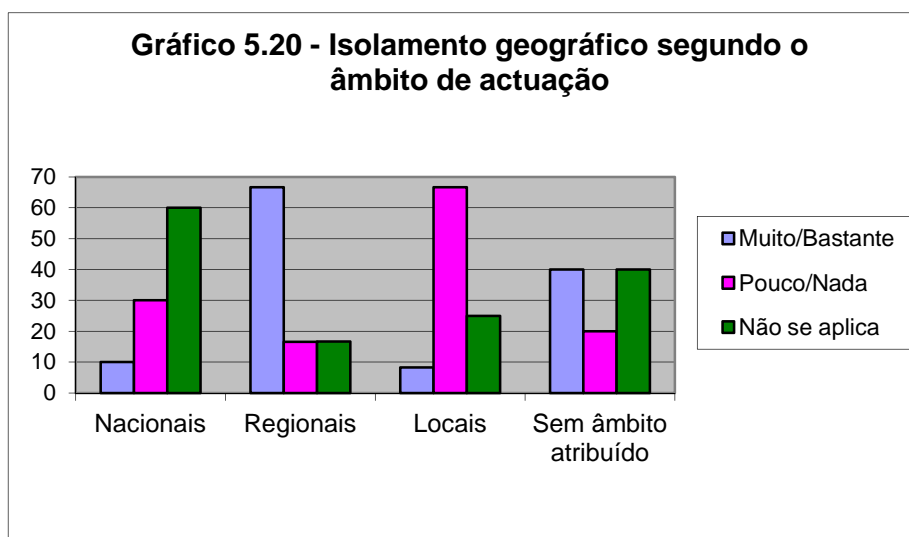 Gráfico 5.20 - Isolamento geográfico segundo o
âmbito de actuação
70
60
50
40
30
20
10
0
Nacionais
Regionais
Locais
Sem âmbito
atribuído
Muito/Bastante
Pouco/Nada
Não se aplica